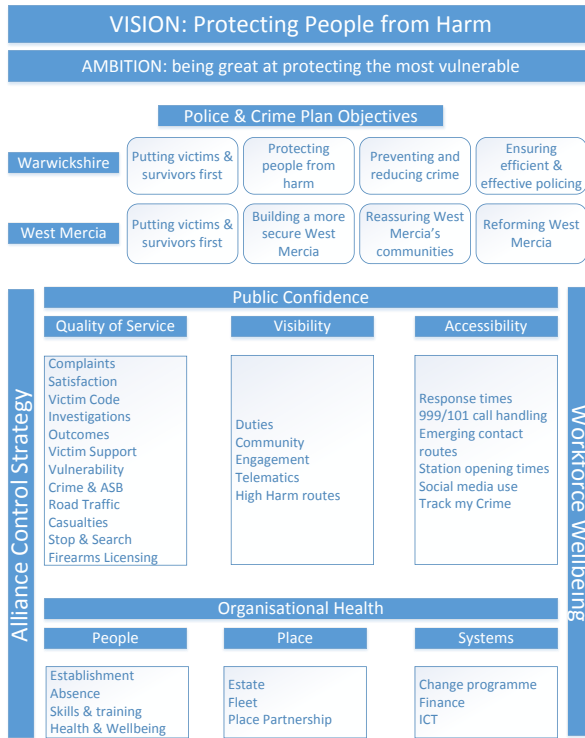 VISION: Protecting People from Harm
AMBITION: being great at protecting the most vulnerable
Police & Crime Plan Objectives
Warwickshire
Putting victims &
survivors first
Protecting
people from
harm
Preventing and
reducing crime
Ensuring
efficient &
effective policing
West Mercia
Putting victims &
survivors first
Building a more
secure West
Mercia
Reassuring West
Mercia's
communities
Reforming West
Mercia
Alliance Control Strategy
Public Confidence
Quality of Service
Complaints
Satisfaction
Victim Code
Investigations
Outcomes
Victim Support
Vulnerability
Crime & ASB
Road Traffic
Casualties
Stop & Search
Firearms Licensing
Visibility
Duties
Community
Engagement
Telematics
High Harm routes
Accessibility
Response times
999/101 call handling
Emerging contact
routes
Station opening times
Social media use
Track my Crime
Organisational Health
People
Establishment
Absence
Skills & training
Health & Wellbeing
Place
Estate
Fleet
Place Partnership
Systems
Change programme
Finance
ICT
Workforce Wellbeing